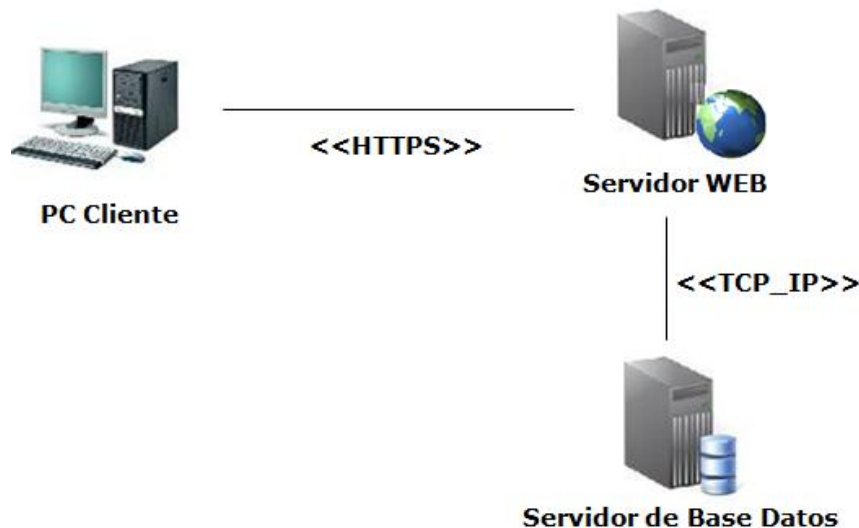 <<HTTPS>>
Servidor WEB
PC Cliente
<<TCP_IP>>
Servidor de Base Datos